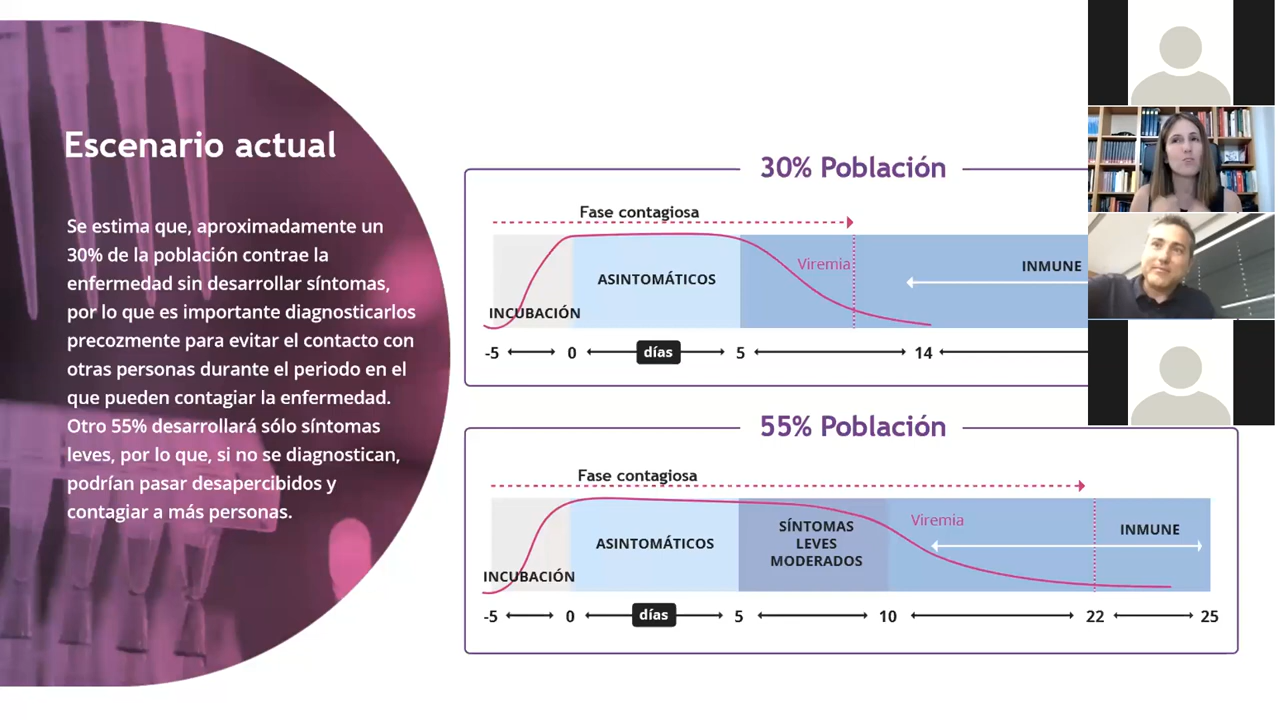 Escenario actual
Se estima que, aproximadamente un
30% de la población contrae la
enfermedad sin desarrollar síntomas,
por lo que es importante diagnosticarlos
precozmente para evitar el contacto con
otras personas durante el periodo en el
que pueden contagiar la enfermedad.
Otro 55% desarrollará sólo síntomas
leves, por lo que, si no se diagnostican,
podrían pasar desapercibidos y
contagiar a más personas.
30% Población
Fase contagiosa
Viremia
INMUNE
ASINTOMÁTICOS
INCUBACIÓN
-5 0 días 5 14
55% Población
Fase contagiosa
Viremia
SÍNTOMAS
LEVES
MODERADOS
INMUNE
ASINTOMÁTICOS
INCUBACIÓN
-5 0 días 5 10 22 25